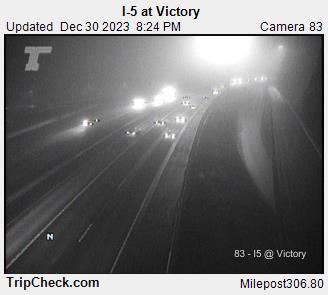 I-5 at Victory
Updated Dec 30 2023 8:24 PM Camera 83
T
N
83 - I5 @ Victory
TripCheck.com Milepost306.80